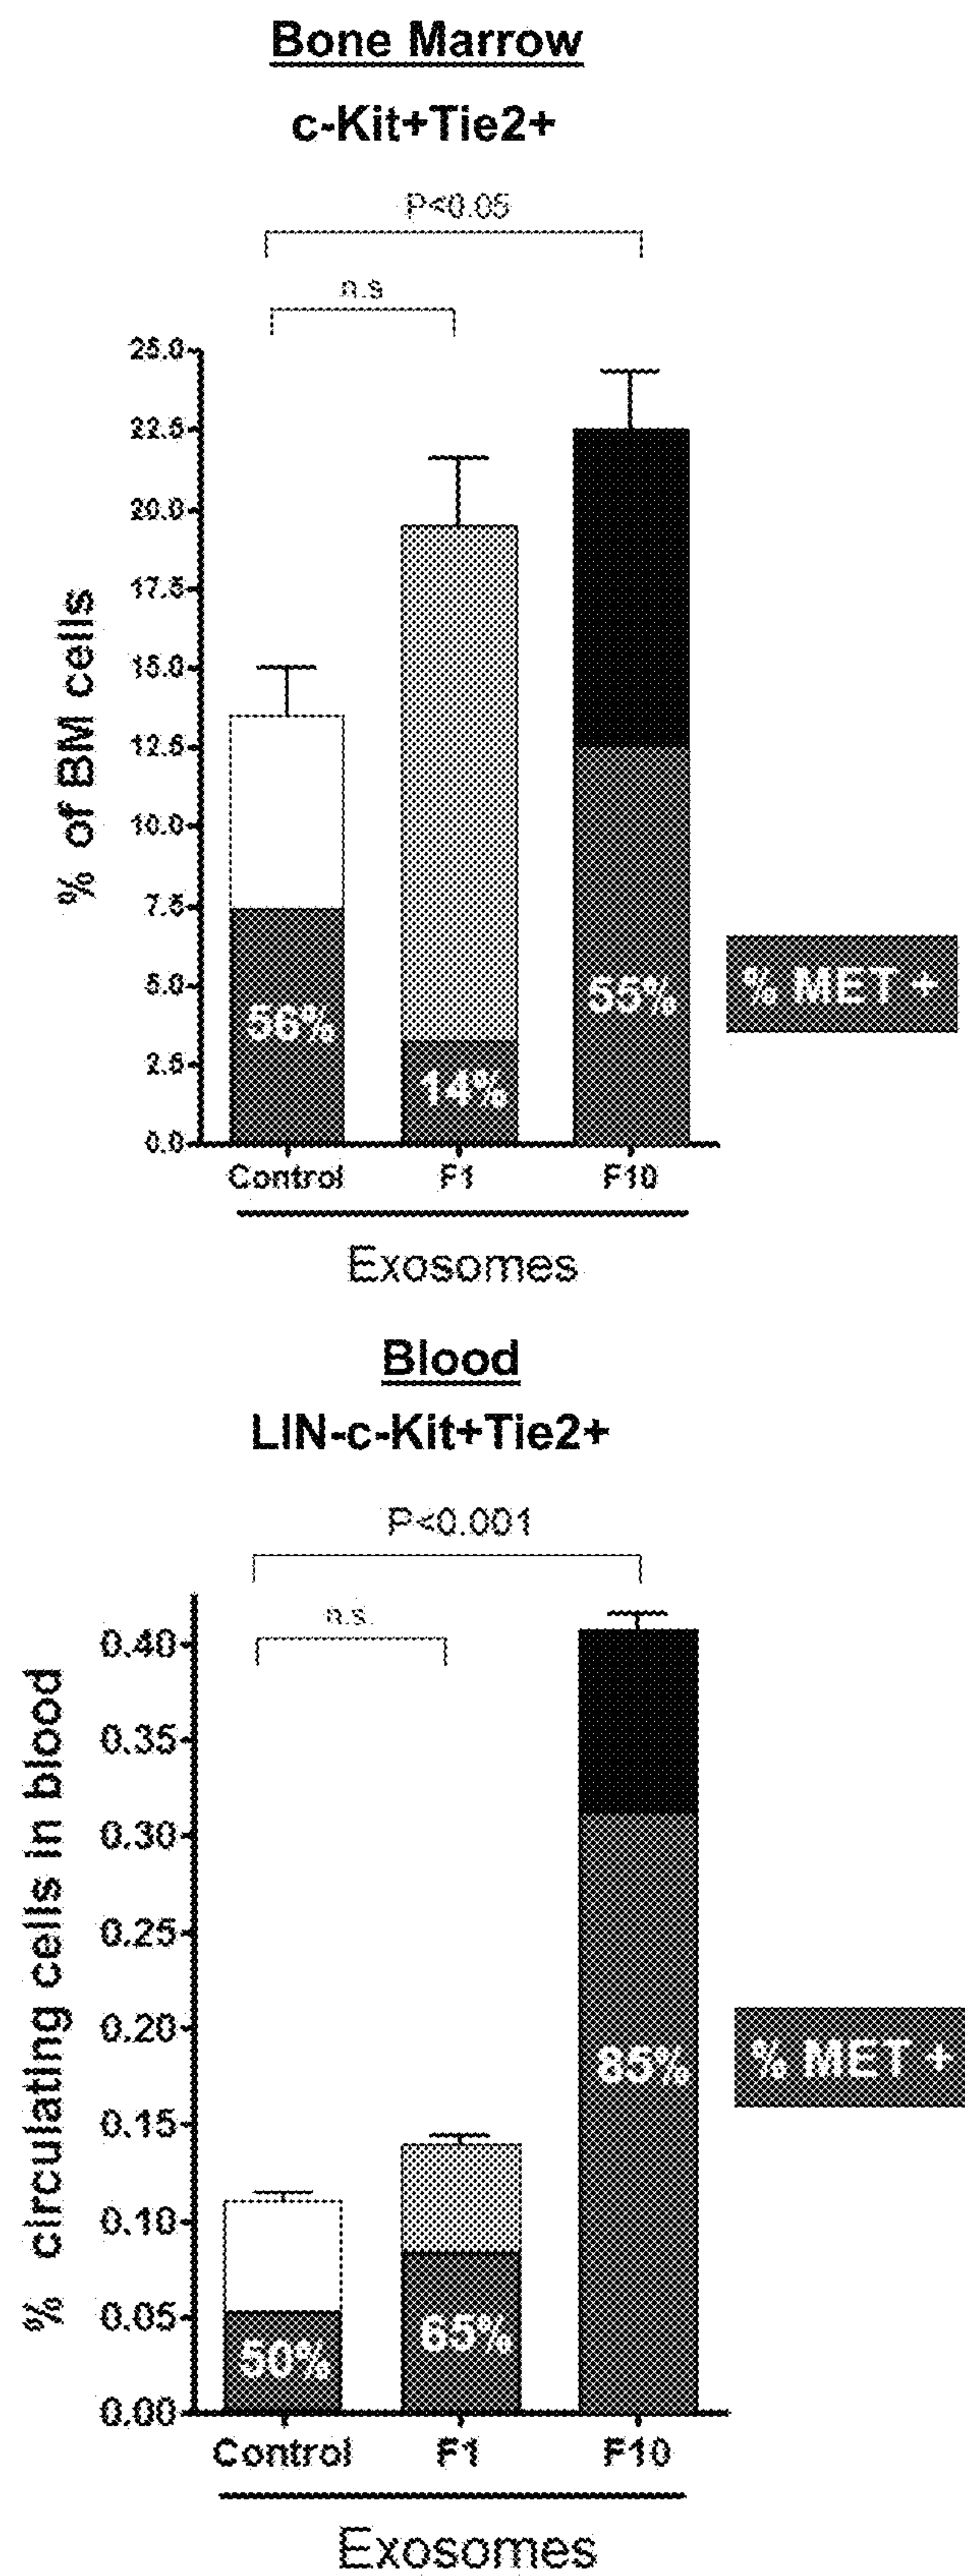 Bone Marrow
c-Kit+Tie2+
P<0.05
n.s
25.0
22.5
20.0
17.5
15.0
12.5
10.0
7.5
5.0
2.5
0.0
% of BM cells
56%
14%
55%
% MET +
Control F1 F10
Exosomes
Blood
LIN-c-Kit+Tie2+
P<0.001
n.s.
0.40
0.35
0.30
0.25
0.20
0.15
0.10
0.05
0.00
% circulating cells in blood
50%
65%
85%
% MET +
Control F1 F10
Exosomes